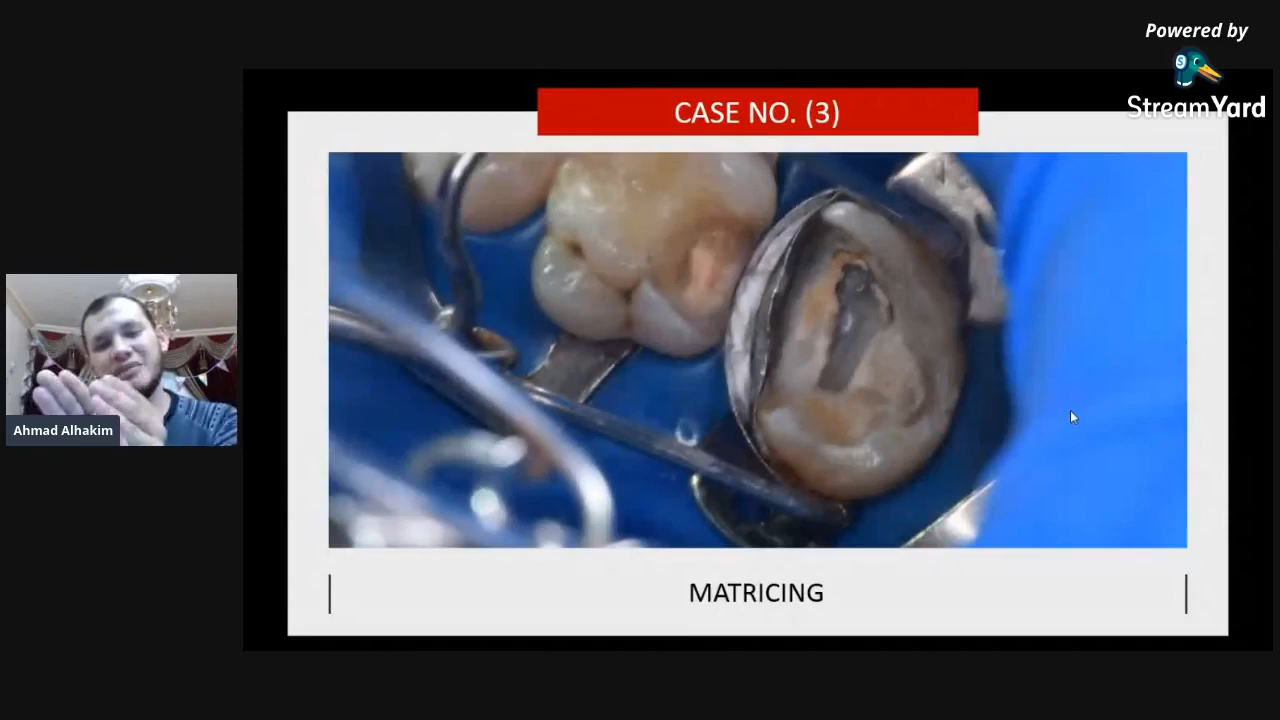 Powered by
StreamYard
CASE NO. (3)
Ahmad Alhakim
MATRICING